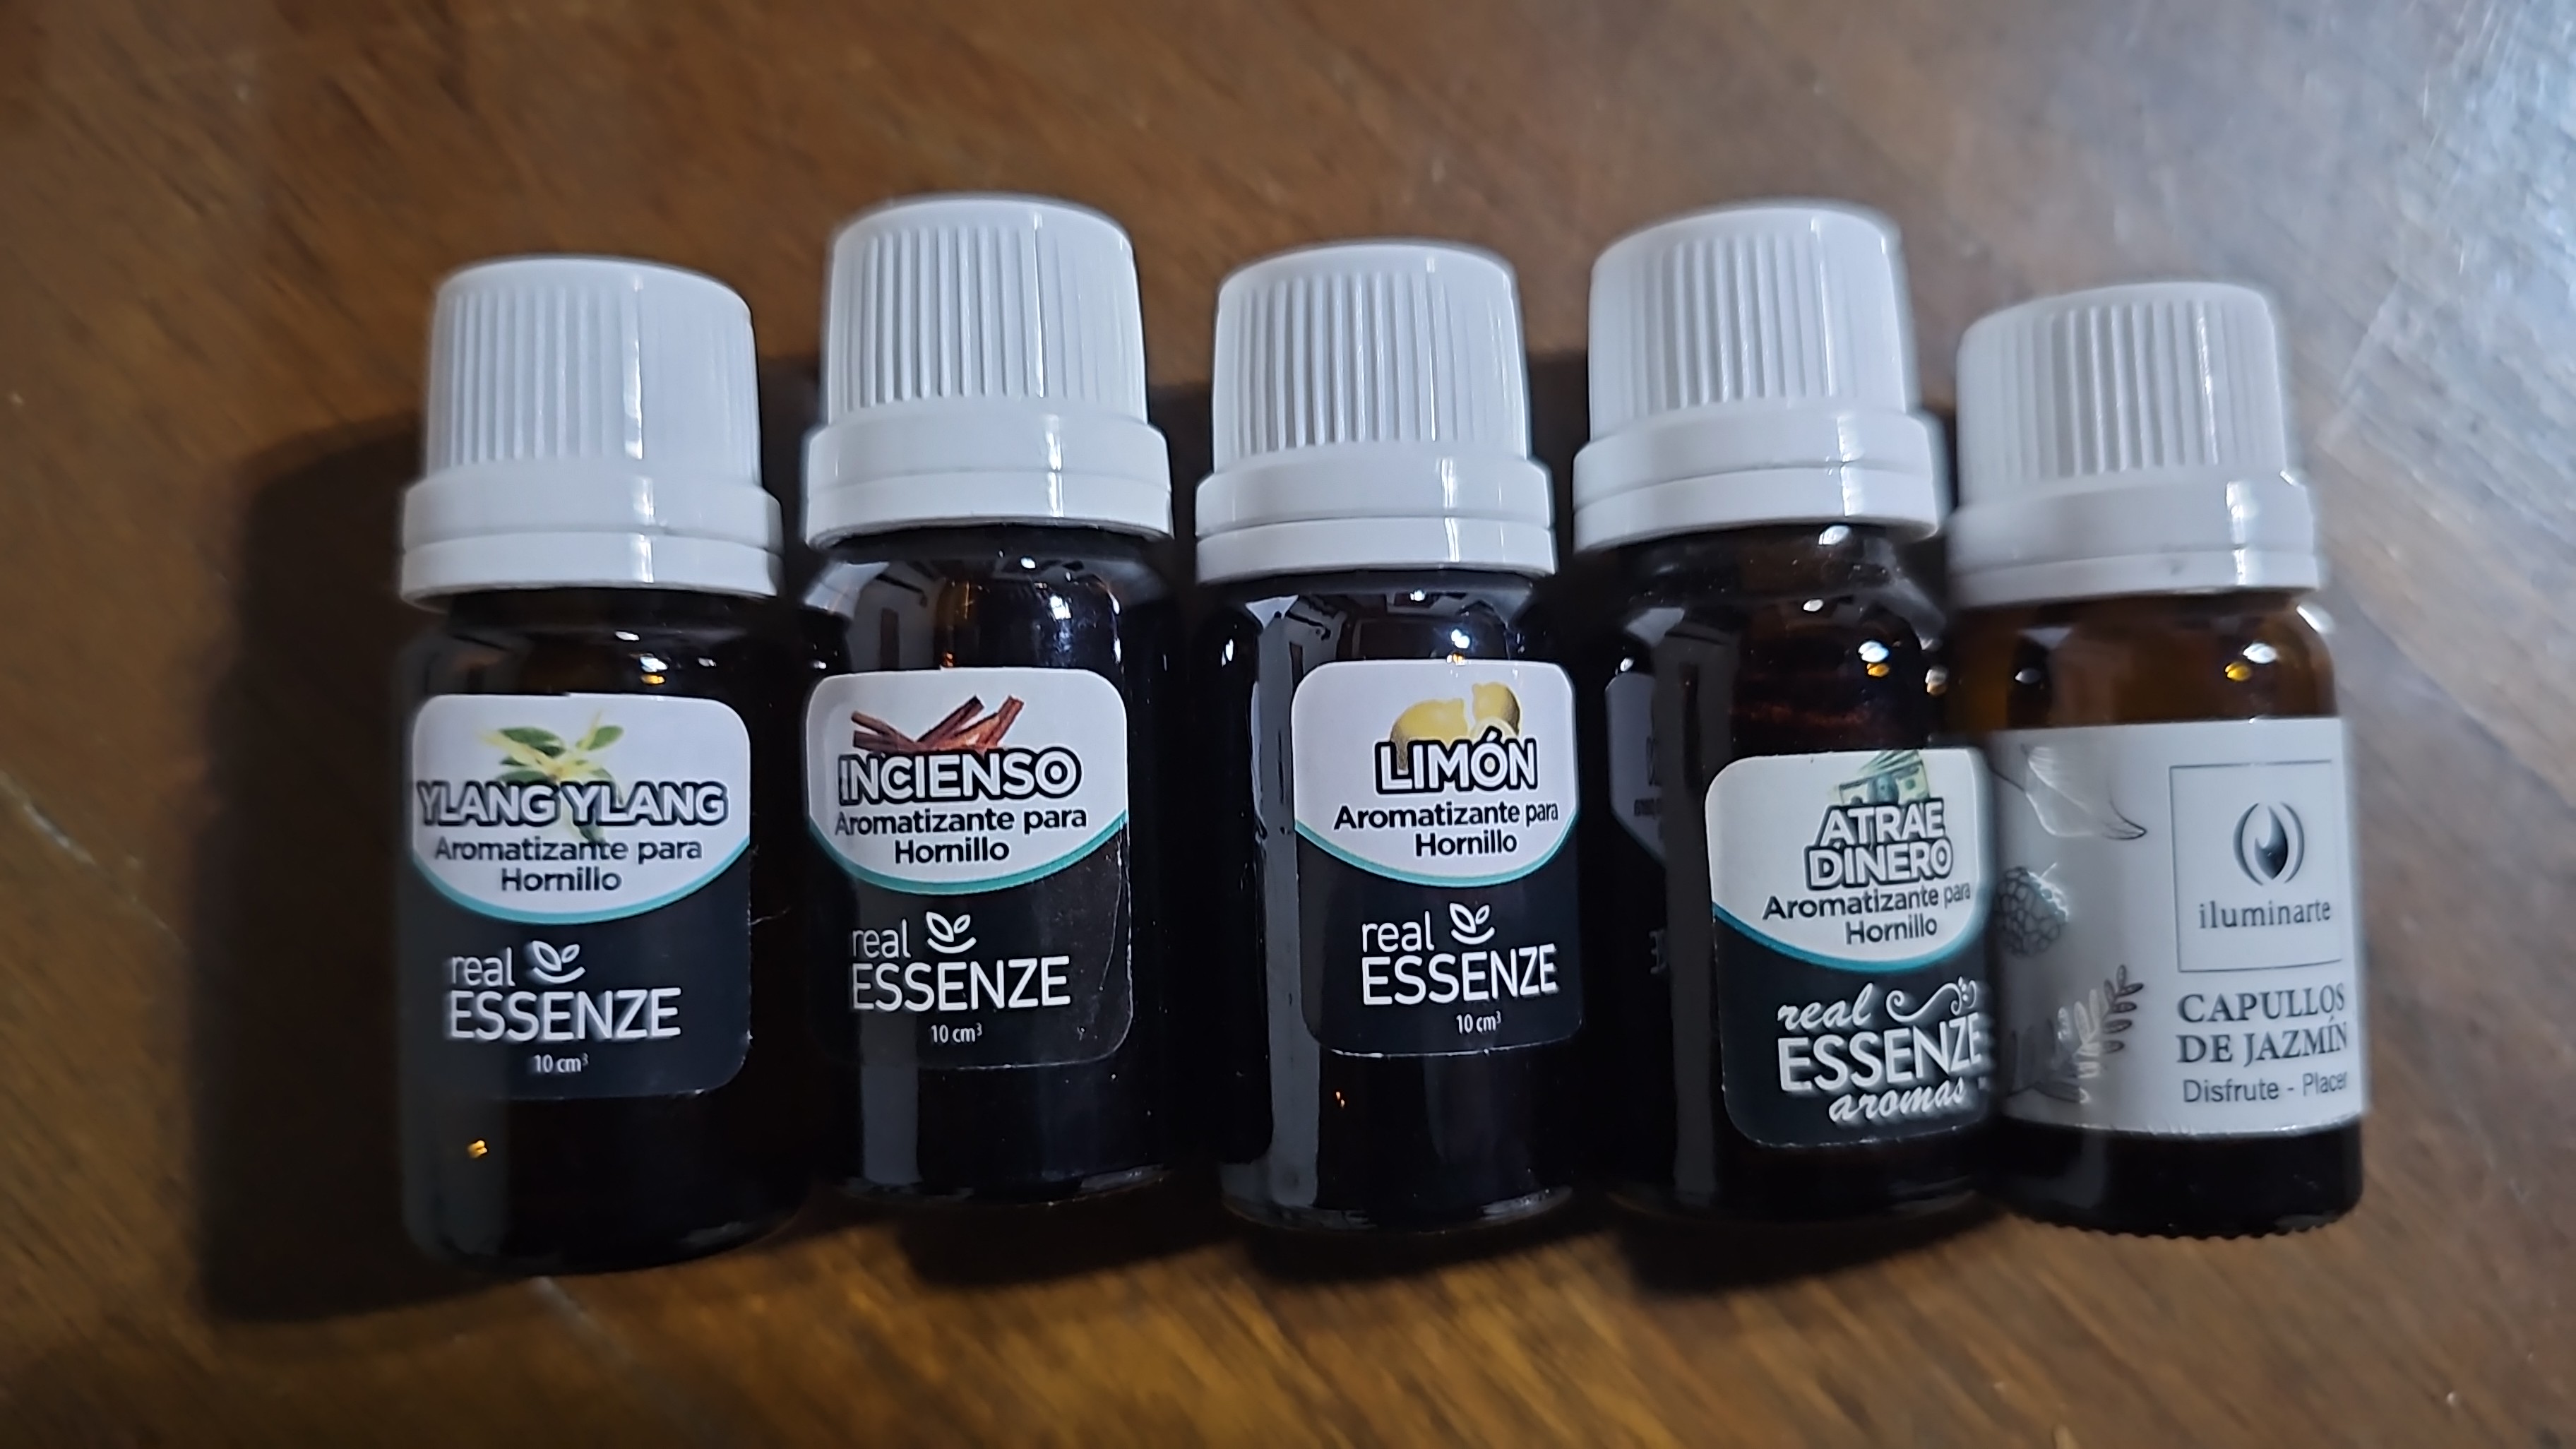 YLANG YLANG
Aromatizante para
Hornillo
real
ESSENZE
10 cm³
INCIENSO
Aromatizante para
Hornillo
real
ESSENZE
10 cm³
LIMÓN
Aromatizante para
Hornillo
real
ESSENZE
10 cm³
ATRAE
DINERO
Aromatizante para
Hornillo
real
ESSENZE
aromas
iluminarte
CAPULLOS
DE JAZMÍN
Disfrute - Placer